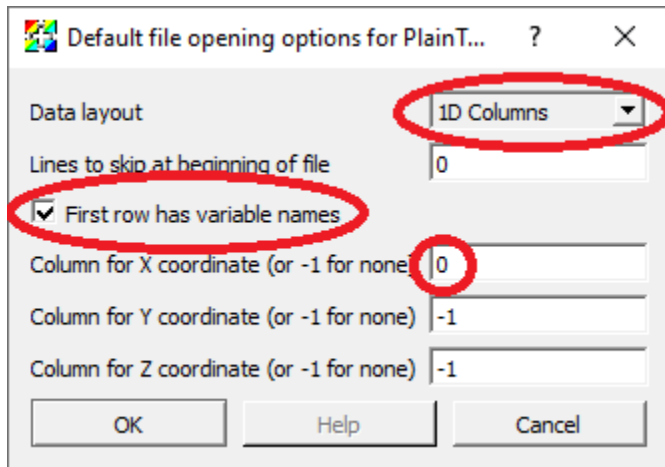 Default file opening options for PlainT... ?
Data layout 1D Columns
Lines to skip at beginning of file 0
First row has variable names
Column for X coordinate (or -1 for none) 0
Column for Y coordinate (or -1 for none) -1
Column for Z coordinate (or -1 for none) -1
OK Help Cancel